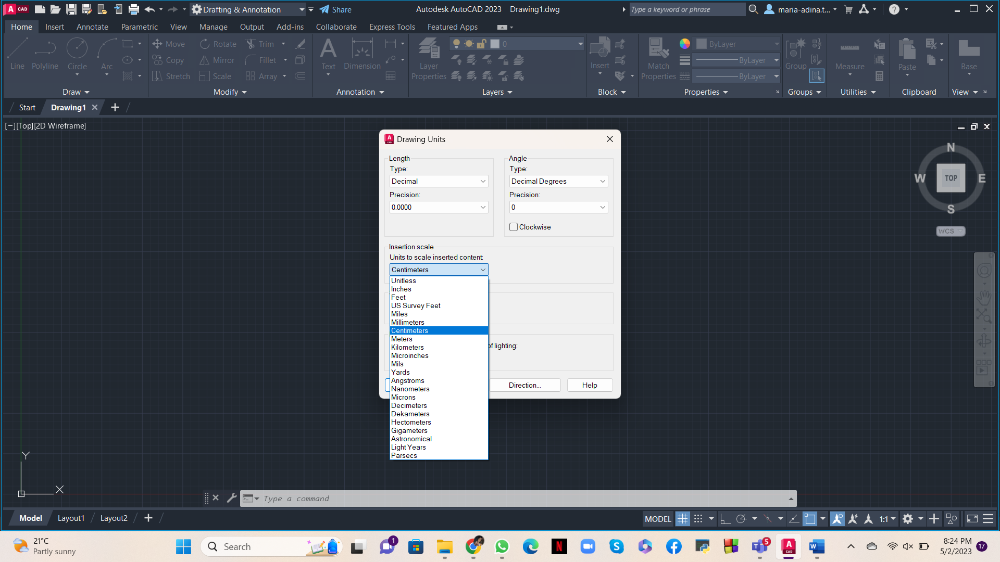 CAD
Drafting & Annotation
Share
Autodesk AutoCAD 2023 Drawing1.dwg
Type a keyword or phrase
maria-adina.t...
Home Insert Annotate Parametric View Manage Output Add-ins Collaborate Express Tools Featured Apps
Line Polyline Circle Arc
Draw
Move Rotate Trim
Copy Mirror Fillet
Stretch Scale Array
Modify
Text Dimension
Annotation
Layer
Properties
0
Layers
Insert
Block
Match
Properties
ByLayer
ByLayer
ByLayer
Properties
Group
Groups
Measure
Utilities
Paste
Clipboard
Base
View
Start Drawing1
[−][Top][2D Wireframe]
N
W TOP E
S
WCS
Drawing Units
Length
Type:
Decimal
Precision:
0.0000
Angle
Type:
Decimal Degrees
Precision:
0
Clockwise
Insertion scale
Units to scale inserted content:
Centimeters
Unitless
Inches
Feet
US Survey Feet
Miles
Millimeters
Centimeters
Meters
Kilometers
Microinches
Mils
Yards
Angstroms
Nanometers
Microns
Decimeters
Dekameters
Hectometers
Gigameters
Astronomical
Light Years
Parsecs
of lighting:
Direction...
Help
Y
X
Type a command
Model Layout1 Layout2
MODEL
1:1
21°C
Partly sunny
Search
1
5
8:24 PM
5/2/2023
17